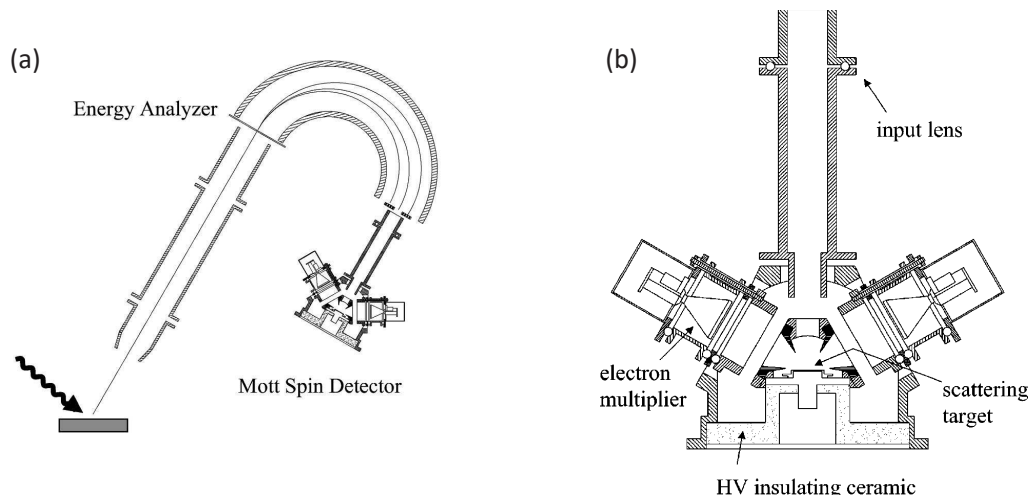 (a)
Energy Analyzer
Mott Spin Detector
(b)
input lens
electron
multiplier
scattering
target
HV insulating ceramic